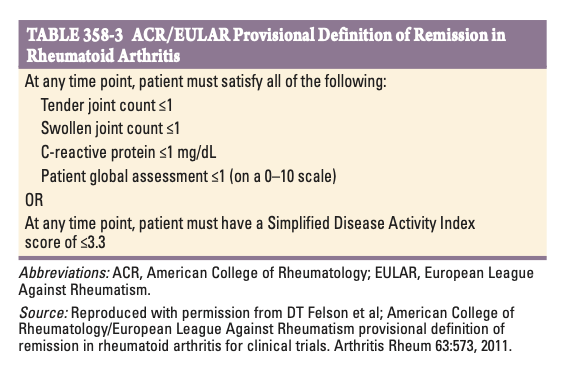 TABLE 358-3 ACR/EULAR Provisional Definition of Remission in
Rheumatoid Arthritis
At any time point, patient must satisfy all of the following:
Tender joint count ≤1
Swollen joint count ≤1
C-reactive protein ≤1 mg/dL
Patient global assessment ≤1 (on a 0–10 scale)
OR
At any time point, patient must have a Simplified Disease Activity Index
score of ≤3.3
Abbreviations: ACR, American College of Rheumatology; EULAR, European League
Against Rheumatism.
Source: Reproduced with permission from DT Felson et al; American College of
Rheumatology/European League Against Rheumatism provisional definition of
remission in rheumatoid arthritis for clinical trials. Arthritis Rheum 63:573, 2011.